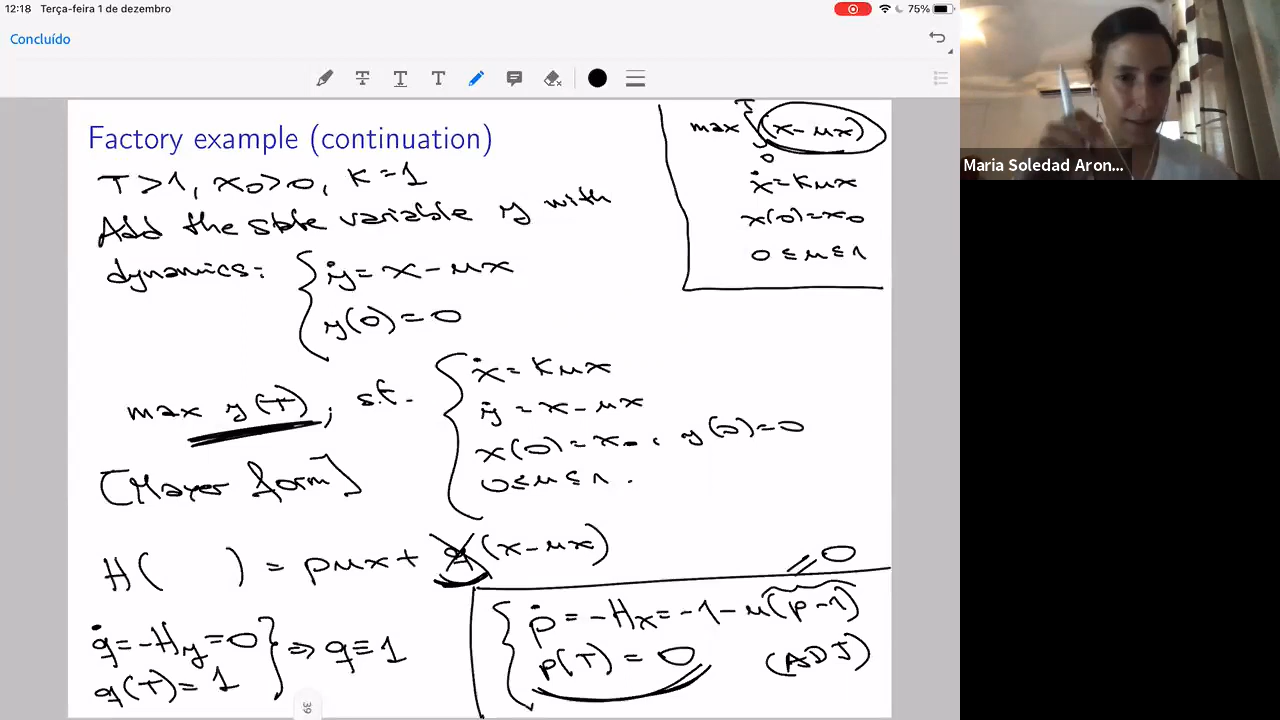 12:18 Terça-feira 1 de dezembro
75%
Concluído
Maria Soledad Aron...
Factory example (continuation)
T>1, x₀>0, K=1
Add the state variable y with
dynamics: { ẏ = x - ux
y(0) = 0
max ∫₀ᵀ (x - ux)
ẋ = Kux
x(0) = x₀
0 ≤ u ≤ 1
max y(T), s.t. { ẋ = Kux
ẏ = x - ux
x(0) = x₀, y(0) = 0
0 ≤ u ≤ 1.
[Mayer form]
H( ) = pux + q(x - ux)
q̇ = -H_y = 0
q(T) = 1 } ⇒ q ≡ 1
= 0
{ ṗ = -Hₓ = -1 - u(p - 1)
p(T) = 0 (ADJ)
39